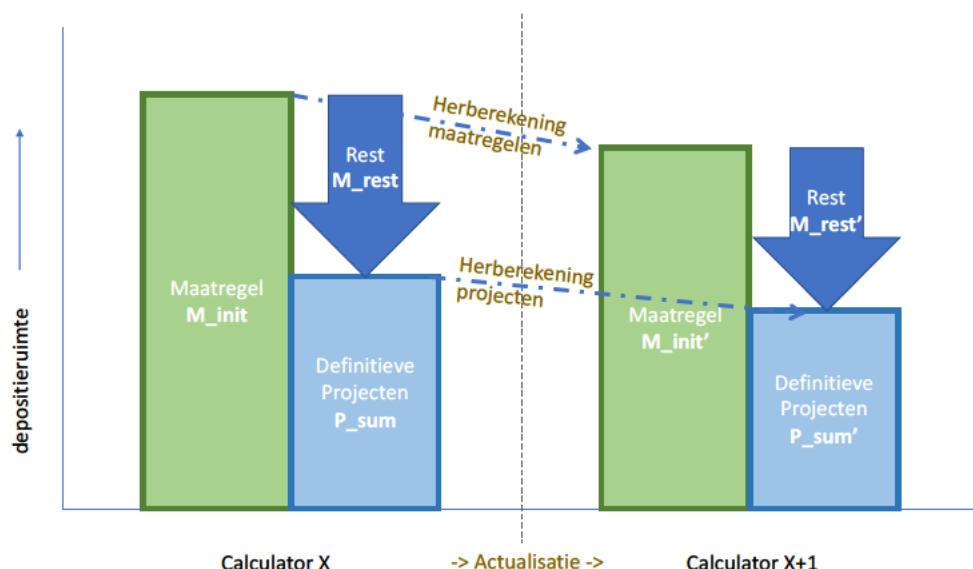 depositieruimte
Maatregel
M_init
Rest
M_rest
Definitieve
Projecten
P_sum
Herberekening
maatregelen
Herberekening
projecten
Maatregel
M_init’
Rest
M_rest’
Definitieve
Projecten
P_sum’
Calculator X
-> Actualisatie ->
Calculator X+1